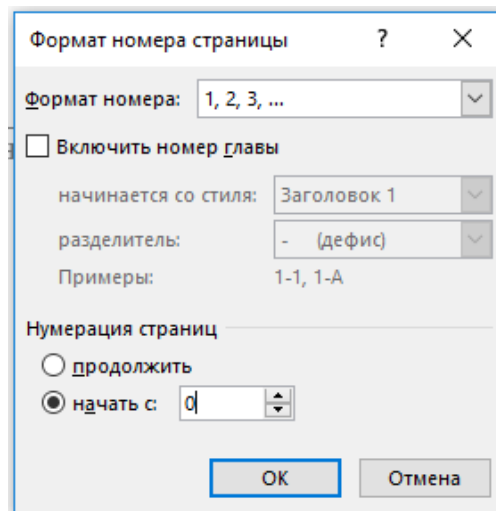 Формат номера страницы ? ×
Формат номера: 1, 2, 3, ...
Включить номер главы
начинается со стиля: Заголовок 1
разделитель: - (дефис)
Примеры: 1-1, 1-A
Нумерация страниц
продолжить
начать с: 0
ОК Отмена